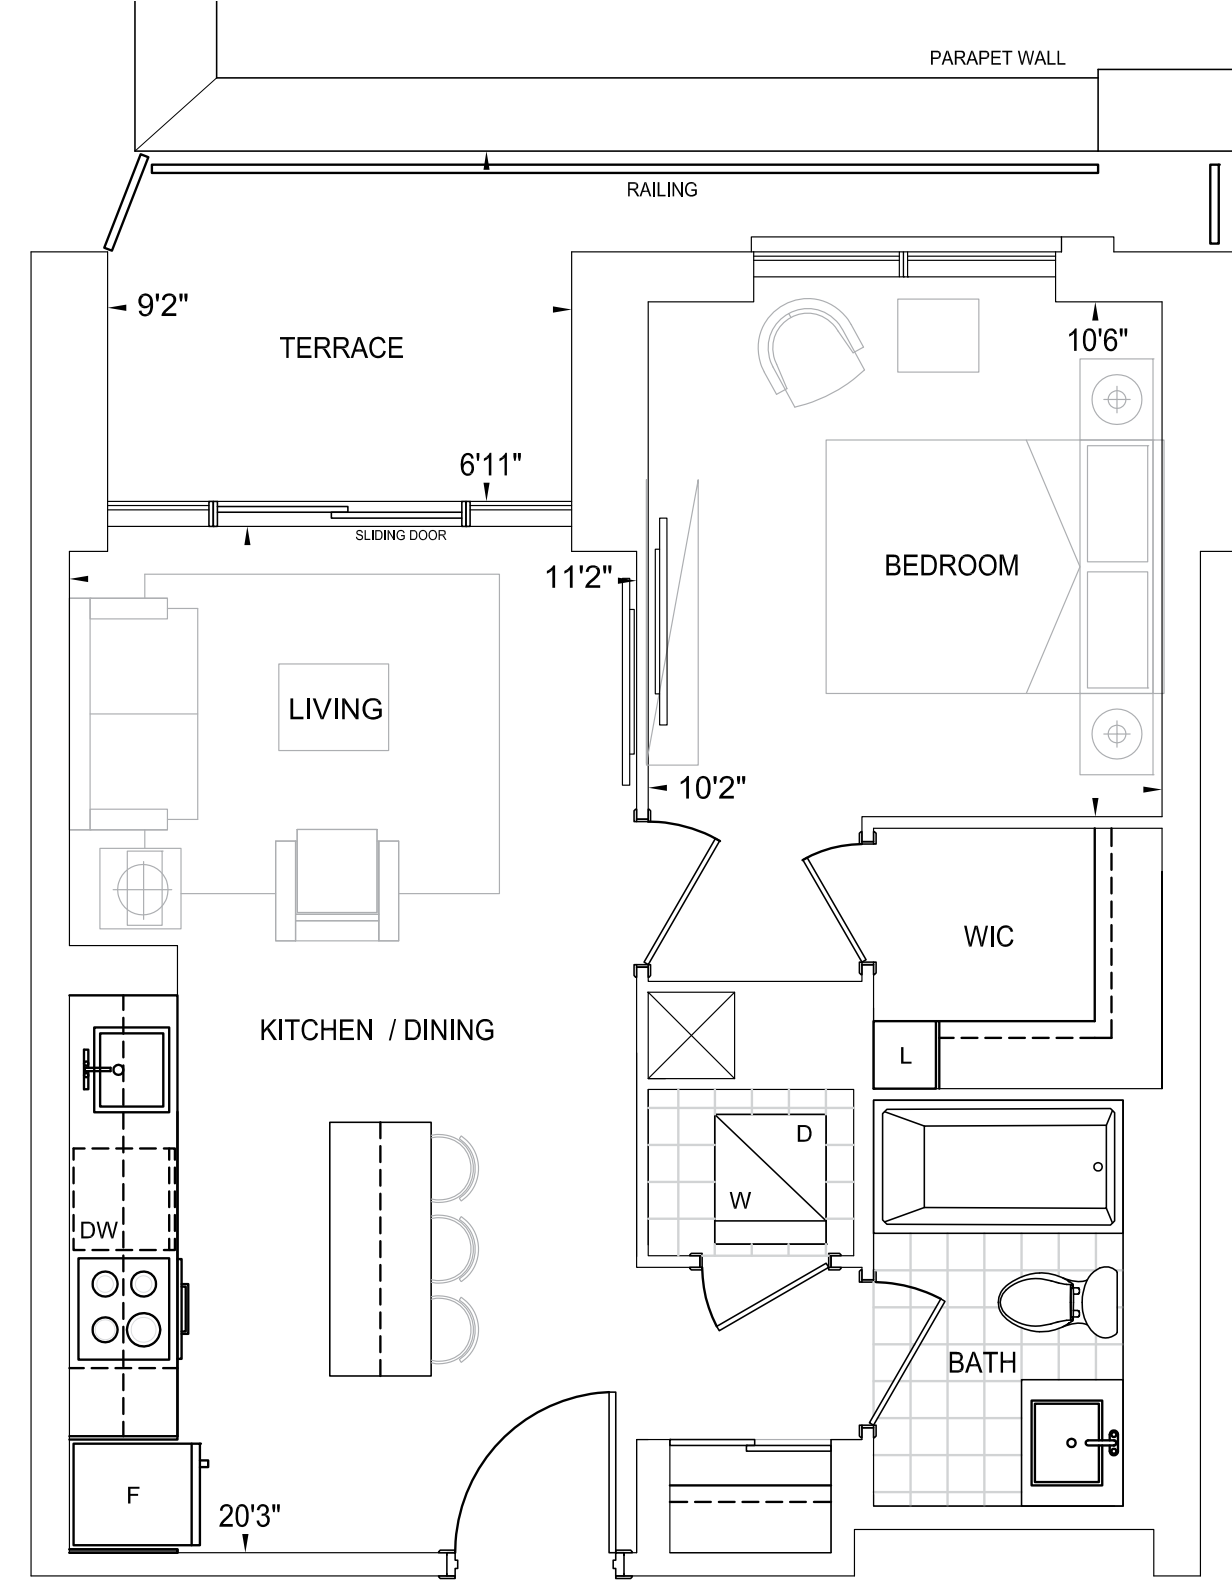 PARAPET WALL
RAILING
9'2"
TERRACE
10'6"
6'11"
SLIDING DOOR
BEDROOM
11'2"
LIVING
10'2"
WIC
KITCHEN / DINING
L
D
W
DW
BATH
F
20'3"